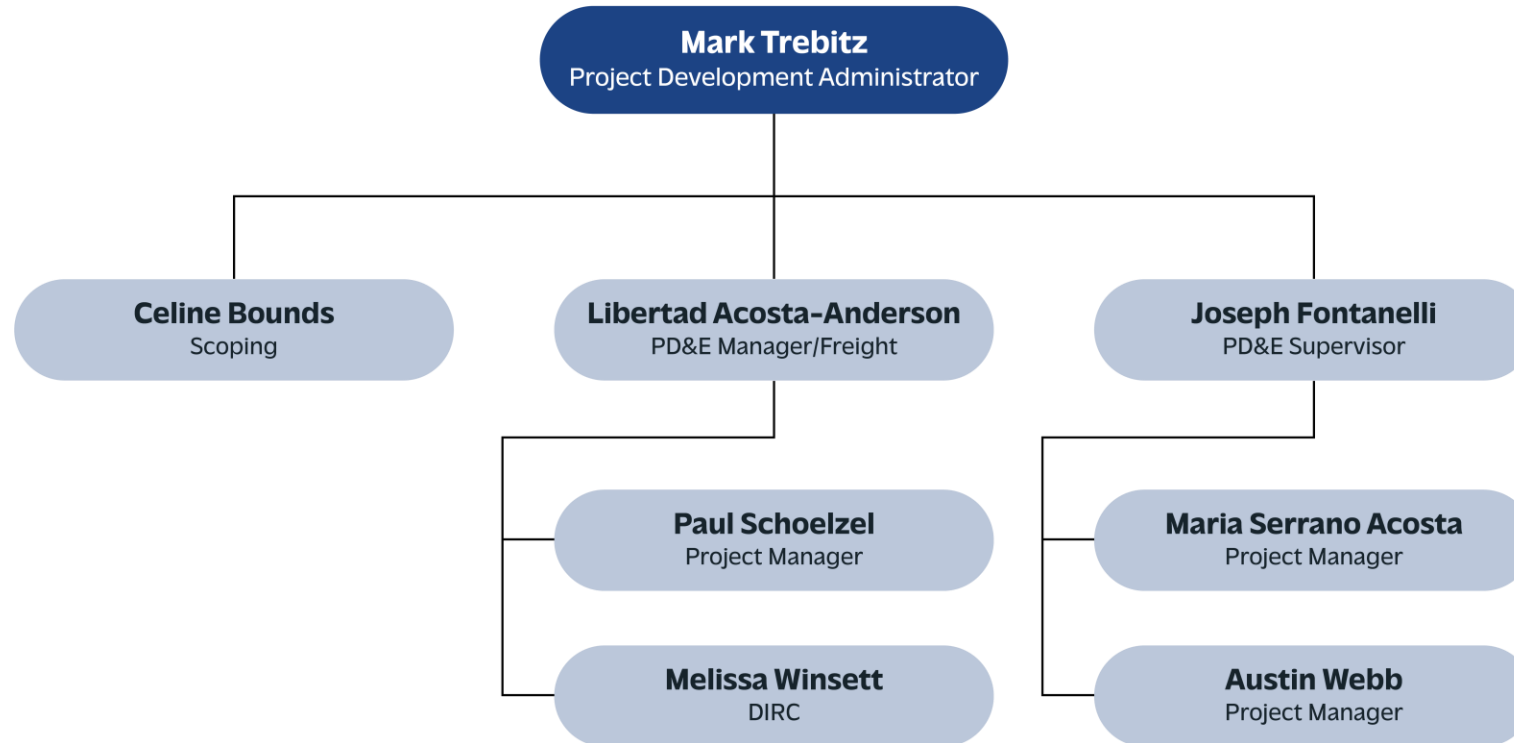 Mark Trebitz
Project Development Administrator
Celine Bounds
Scoping
Libertad Acosta-Anderson
PD&E Manager/Freight
Joseph Fontanelli
PD&E Supervisor
Paul Schoelzel
Project Manager
Melissa Winsett
DIRC
Maria Serrano Acosta
Project Manager
Austin Webb
Project Manager